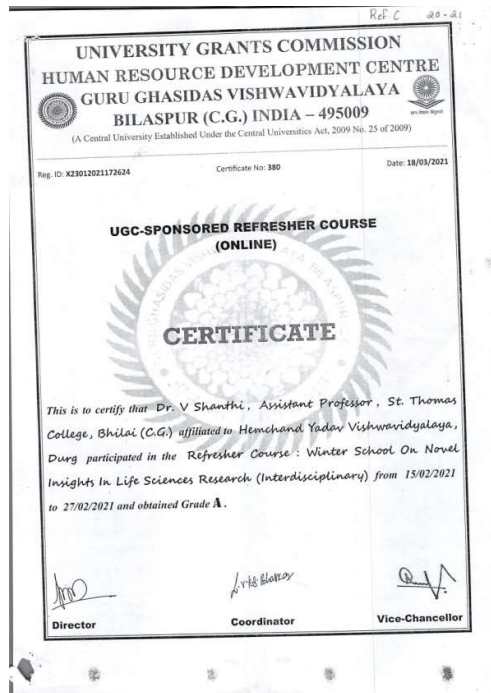 Ref C 20-21
UNIVERSITY GRANTS COMMISSION
HUMAN RESOURCE DEVELOPMENT CENTRE
GURU GHASIDAS VISHWAVIDYALAYA
BILASPUR (C.G.) INDIA – 495009
(A Central University Established Under the Central Universities Act, 2009 No. 25 of 2009)
Reg. ID: X23012021172624 Certificate No: 380 Date: 18/03/2021
UGC-SPONSORED REFRESHER COURSE
(ONLINE)
CERTIFICATE
This is to certify that Dr. V Shanthi, Assistant Professor, St. Thomas
College, Bhilai (C.G.) affiliated to Hemchand Yadav Vishwavidyalaya,
Durg participated in the Refresher Course : Winter School On Novel
Insights In Life Sciences Research (Interdisciplinary) from 15/02/2021
to 27/02/2021 and obtained Grade A.
Director Coordinator Vice-Chancellor